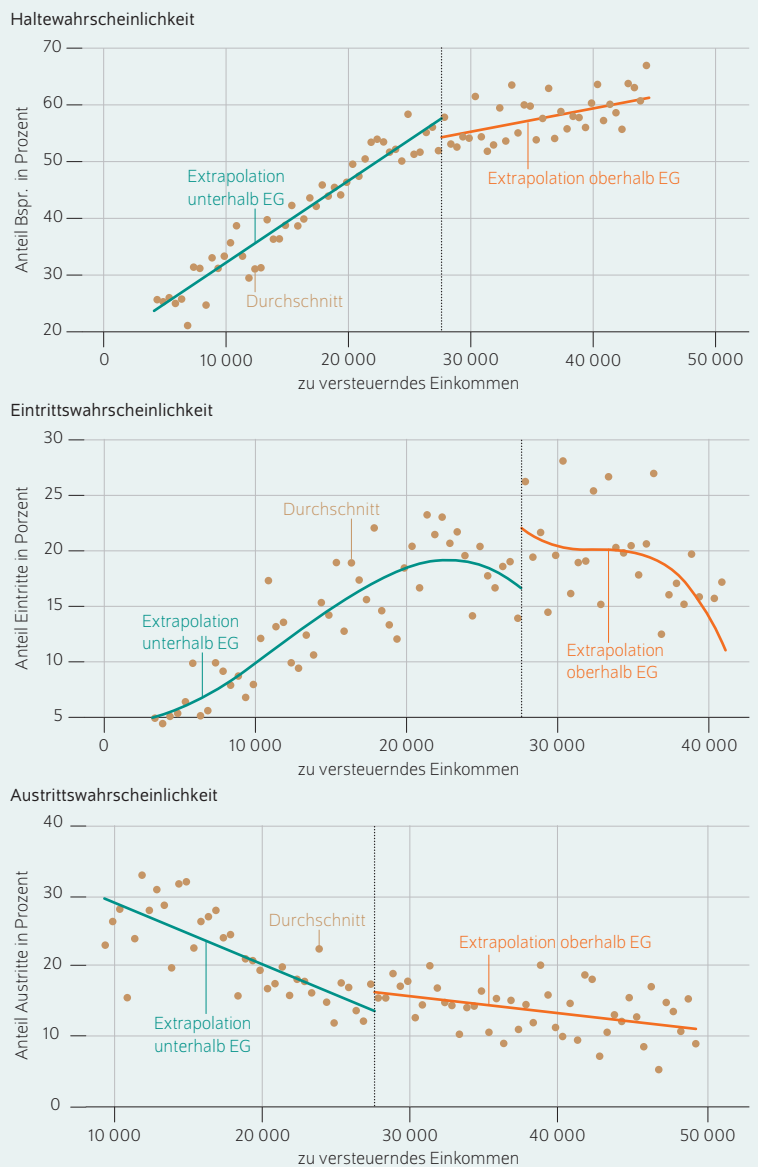 Haltewahrscheinlichkeit
Anteil Bspr. in Prozent
70
60
50
40
30
20
Extrapolation
unterhalb EG
Extrapolation oberhalb EG
Durchschnitt
0 10 000 20 000 30 000 40 000 50 000
zu versteuerndes Einkommen
Eintrittswahrscheinlichkeit
Anteil Eintritte in Porzent
30
25
20
15
10
5
Durchschnitt
Extrapolation
unterhalb EG
Extrapolation
oberhalb EG
0 10 000 20 000 30 000 40 000
zu versteuerndes Einkommen
Austrittswahrscheinlichkeit
Anteil Austritte in Prozent
40
30
20
10
0
Durchschnitt
Extrapolation oberhalb EG
Extrapolation
unterhalb EG
10 000 20 000 30 000 40 000 50 000
zu versteuerndes Einkommen